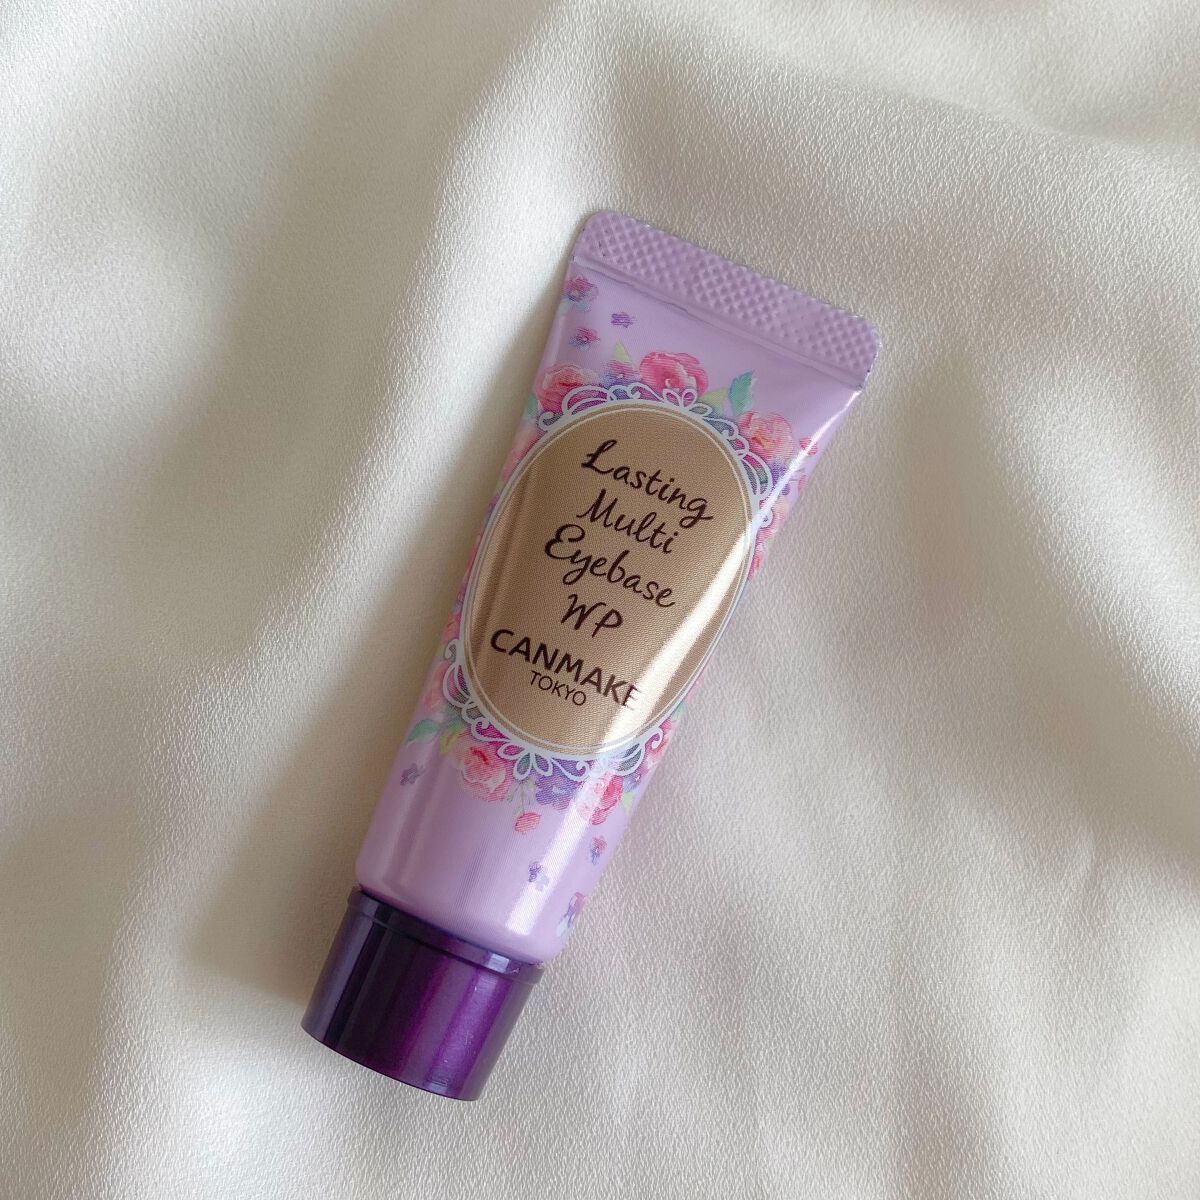 Lasting
Multi
Eyebase
WP
CANMAKE
TOKYO